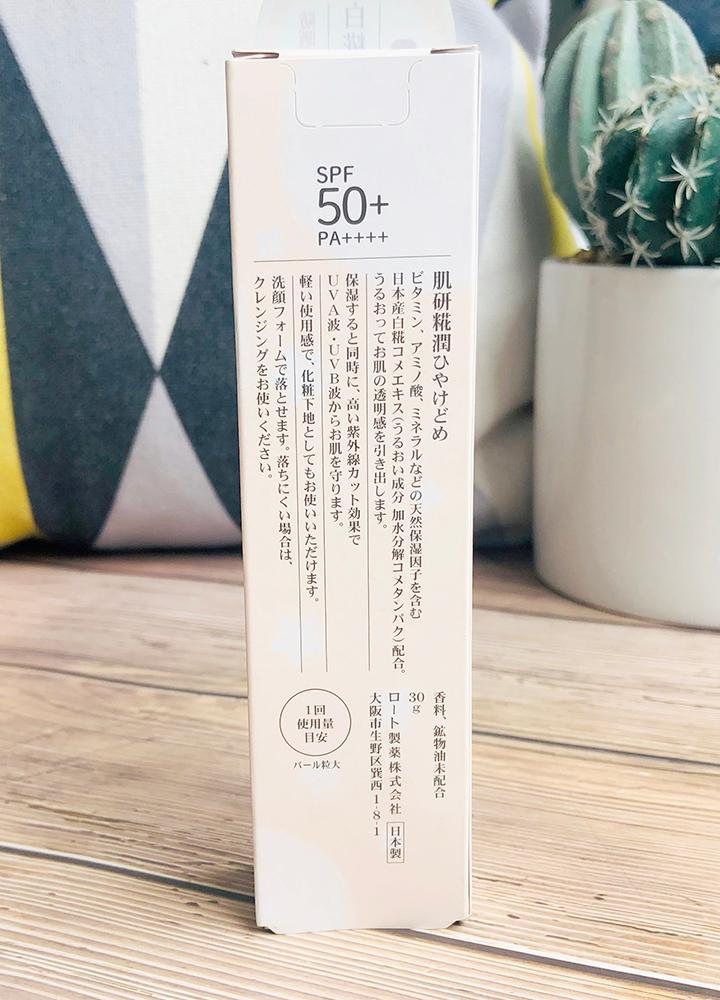 白糀
SPF
50+
PA++++
肌研糀潤ひやけどめ
ビタミン、アミノ酸、ミネラルなどの天然保湿因子を含む
日本産白糀コメエキス(うるおい成分 加水分解コメタンパク)配合。
うるおってお肌の透明感を引き出します。
保湿すると同時に、高い紫外線カット効果で
UVA波・UVB波からお肌を守ります。
軽い使用感で、化粧下地としてもお使いいただけます。
洗顔フォームで落とせます。落ちにくい場合は、
クレンジングをお使いください。
香料、鉱物油未配合
30g
ロート製薬株式会社 日本製
大阪市生野区巽西1-8-1
1回
使用量
目安
パール粒大